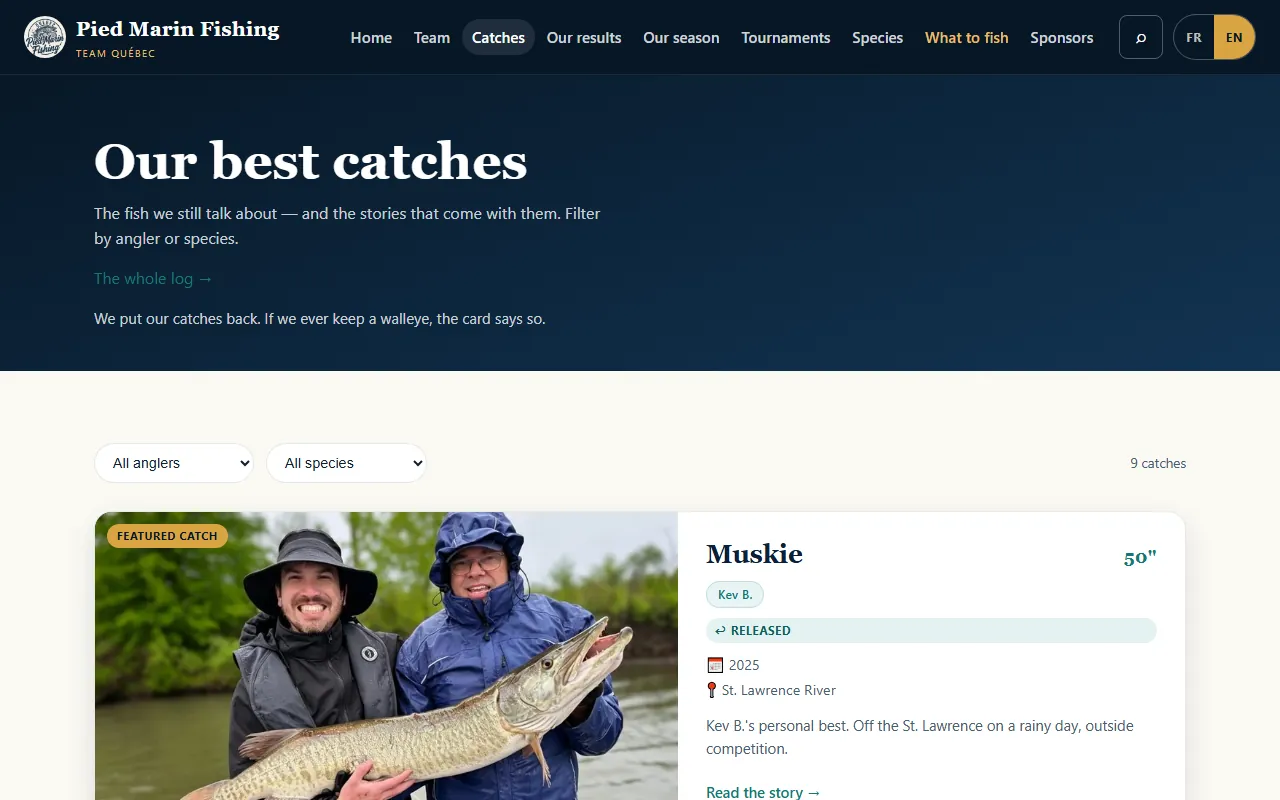 Pied Marin Fishing
TEAM QUÉBEC
Home Team Catches Our results Our season Tournaments Species What to fish Sponsors FR EN
Our best catches
The fish we still talk about — and the stories that come with them. Filter
by angler or species.
The whole log →
We put our catches back. If we ever keep a walleye, the card says so.
All anglers All species 9 catches
FEATURED CATCH
Muskie 50"
Kev B.
↩ RELEASED
2025
St. Lawrence River
Kev B.'s personal best. Off the St. Lawrence on a rainy day, outside
competition.
Read the story →